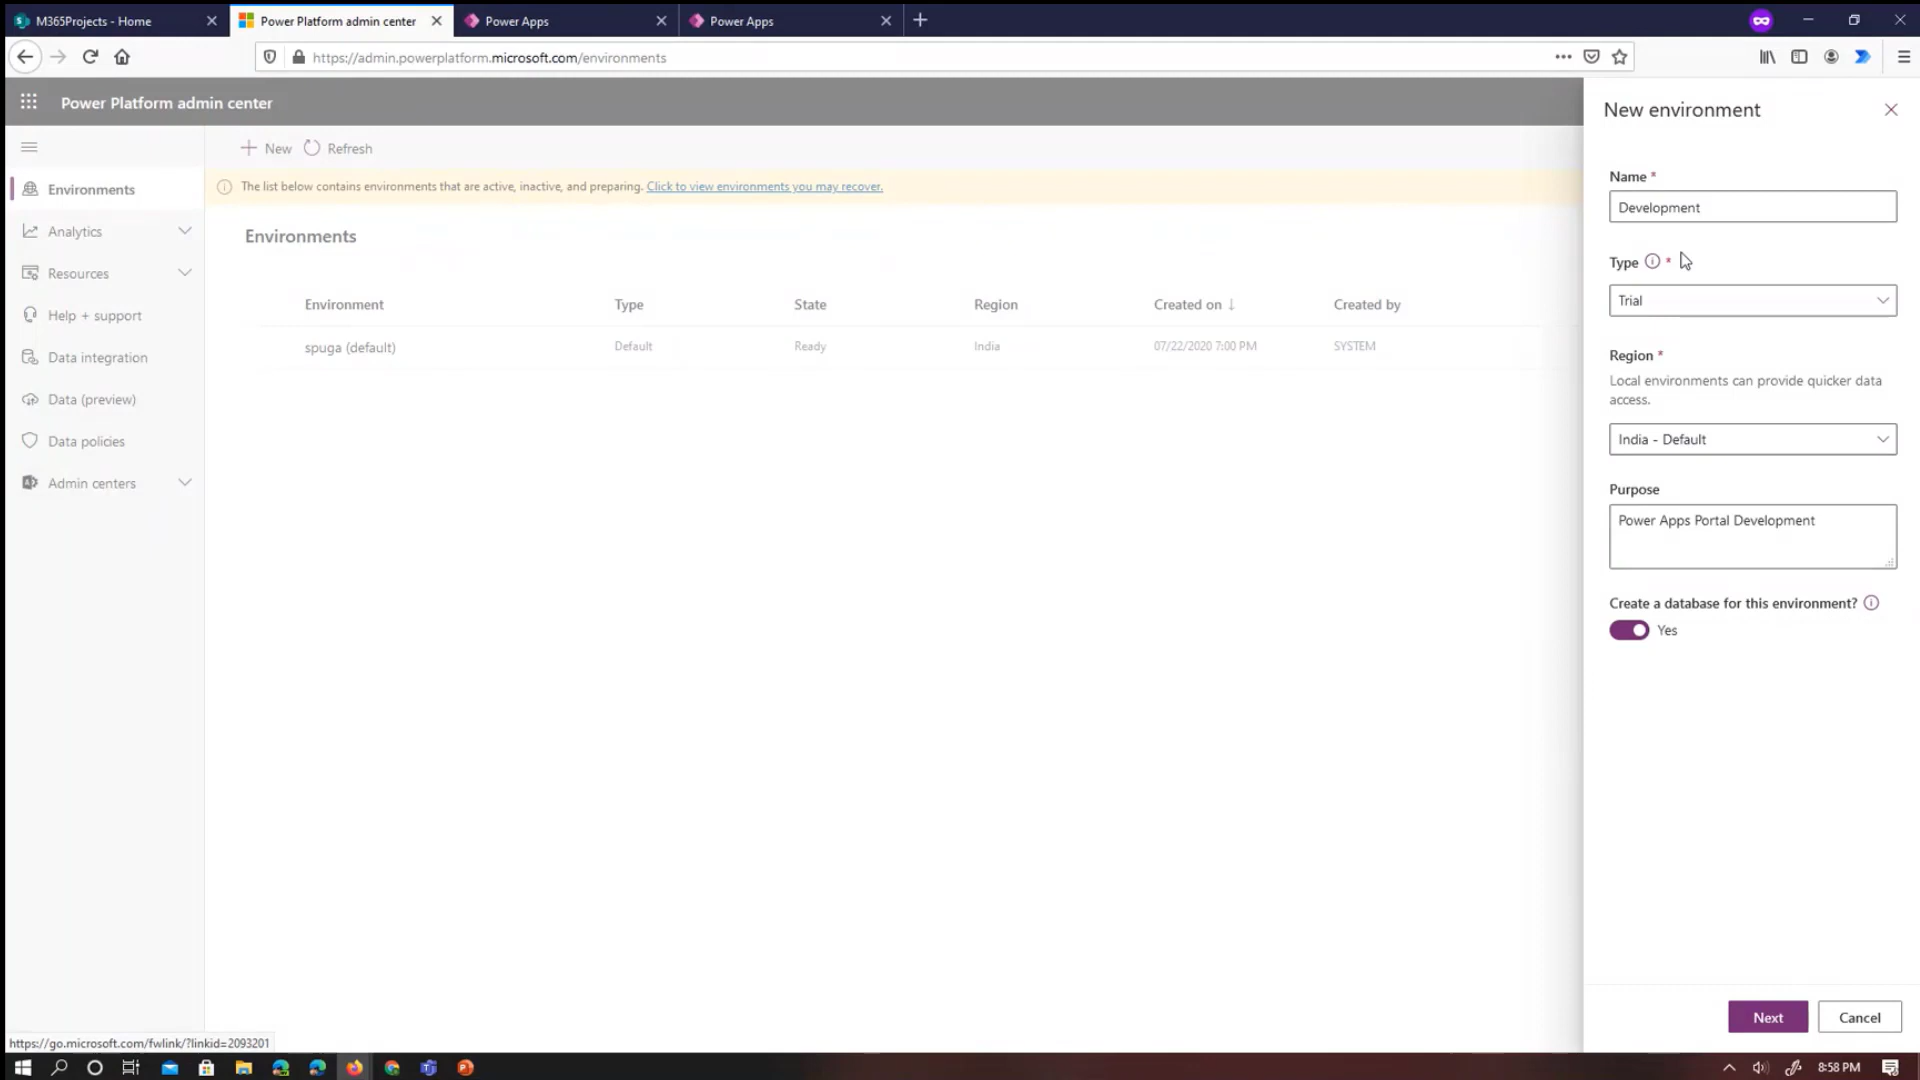 M365Projects - Home
Power Platform admin center
Power Apps
Power Apps
https://admin.powerplatform.microsoft.com/environments
Power Platform admin center
New
Refresh
The list below contains environments that are active, inactive, and preparing. Click to view environments you may recover.
Environments
Analytics
Resources
Help + support
Data integration
Data (preview)
Data policies
Admin centers
Environments
Environment Type State Region Created on ↓ Created by
spuga (default) Default Ready India 07/22/2020 7:00 PM SYSTEM
New environment
Name *
Development
Type *
Trial
Region *
Local environments can provide quicker data
access.
India - Default
Purpose
Power Apps Portal Development
Create a database for this environment?
Yes
Next
Cancel
https://go.microsoft.com/fwlink/?linkid=2093201
8:58 PM